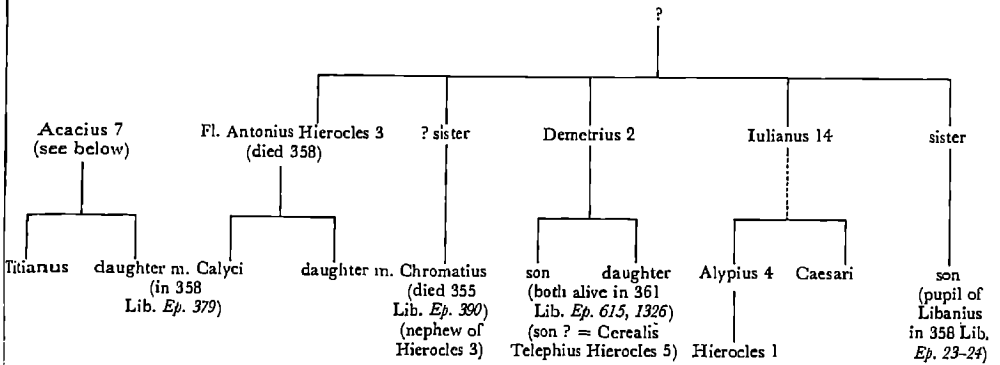 ?
Acacius 7
(see below)
Fl. Antonius Hierocles 3
(died 358)
? sister
Demetrius 2
Iulianus 14
sister
Titianus
daughter m. Calyci
(in 358
Lib. Ep. 379)
daughter m. Chromatius
(died 355
Lib. Ep. 390)
(nephew of
Hierocles 3)
son daughter
(both alive in 361
Lib. Ep. 615, 1326)
(son ? = Cerealis
Telephius Hierocles 5)
Alypius 4
Caesari
Hierocles 1
son
(pupil of
Libanius
in 358 Lib.
Ep. 23–24)